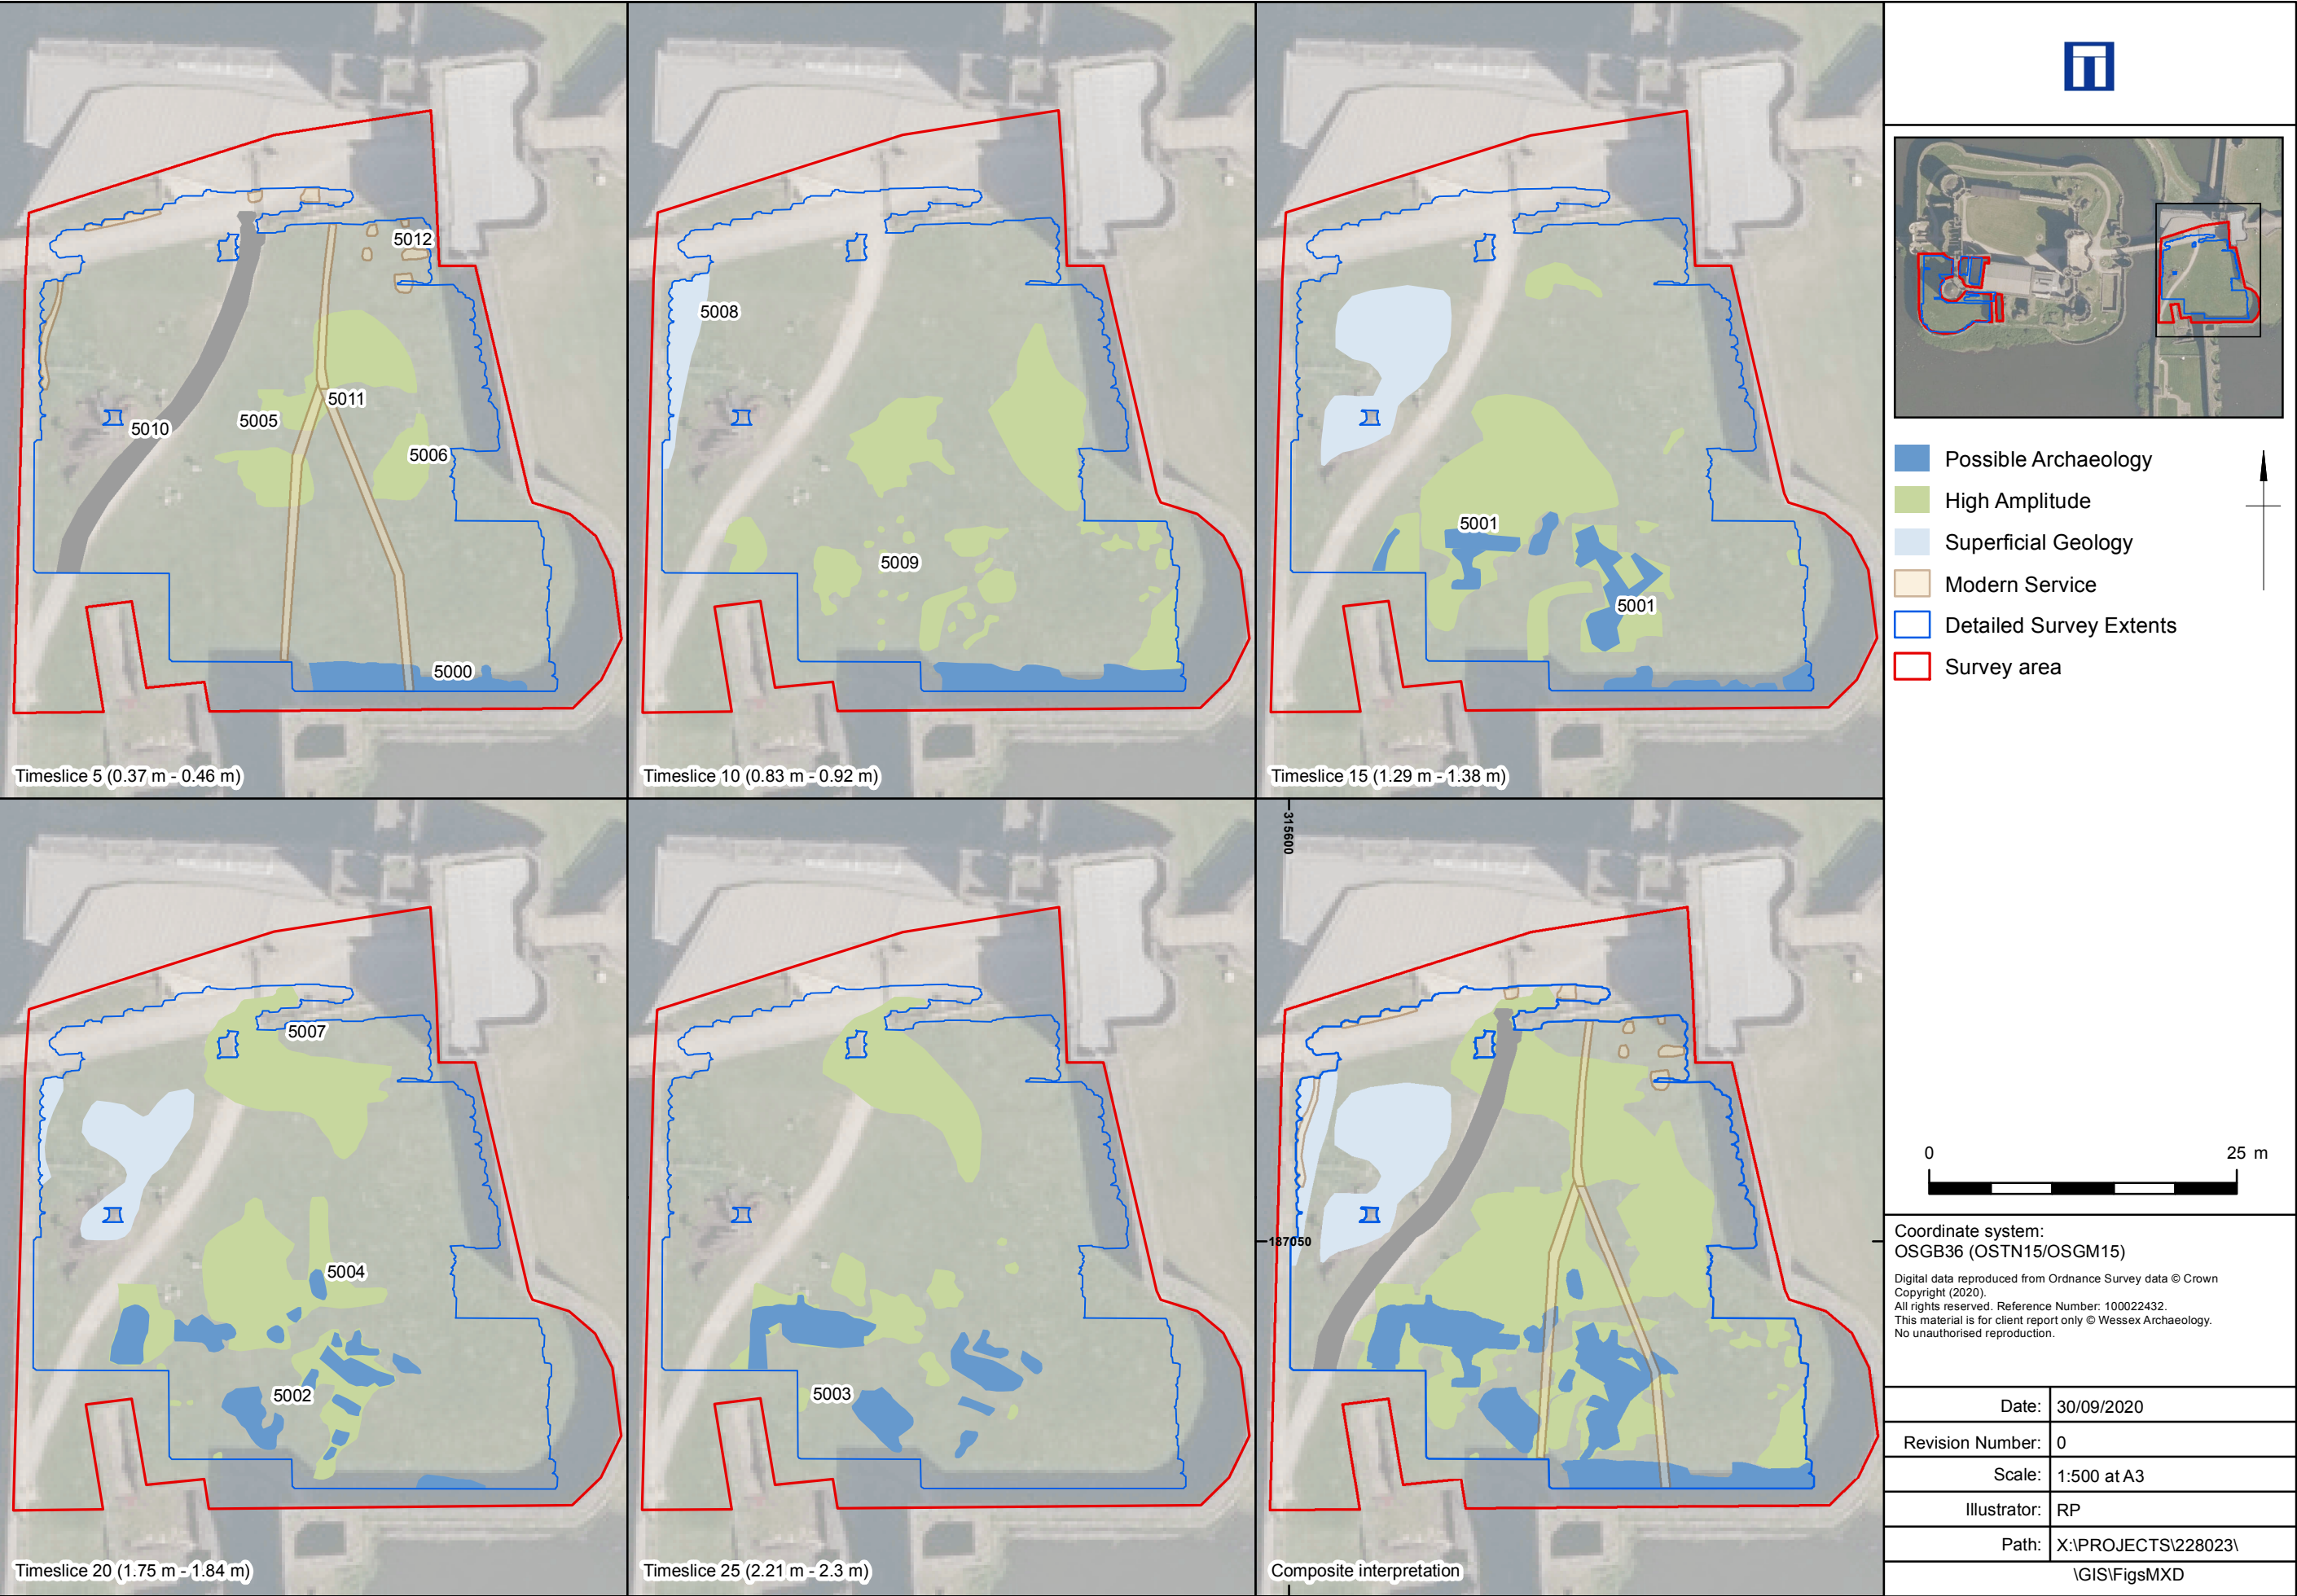 5012
5005
5011
5006
5010
5000
Timeslice 5 (0.37 m - 0.46 m)
5008
5009
Timeslice 10 (0.83 m - 0.92 m)
5001
5001
Timeslice 15 (1.29 m - 1.38 m)
5007
5004
5002
Timeslice 20 (1.75 m - 1.84 m)
5003
Timeslice 25 (2.21 m - 2.3 m)
315600
187050
Composite interpretation
Possible Archaeology
High Amplitude
Superficial Geology
Modern Service
Detailed Survey Extents
Survey area
0 25 m
Coordinate system:
OSGB36 (OSTN15/OSGM15)
Digital data reproduced from Ordnance Survey data © Crown
Copyright (2020).
All rights reserved. Reference Number: 100022432.
This material is for client report only © Wessex Archaeology.
No unauthorised reproduction.
Date: 30/09/2020
Revision Number: 0
Scale: 1:500 at A3
Illustrator: RP
Path: X:\PROJECTS\228023\
\GIS\FigsMXD